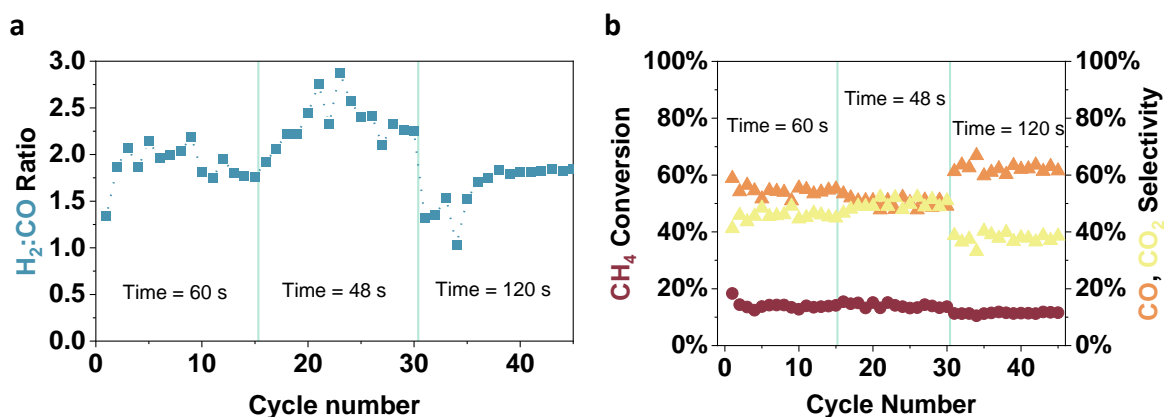 a
H₂:CO Ratio
3.0
2.5
2.0
1.5
1.0
0.5
0.0
Time = 60 s
Time = 48 s
Time = 120 s
0
10
20
30
40
Cycle number
b
CH₄ Conversion
100%
80%
60%
40%
20%
0%
Time = 60 s
Time = 48 s
Time = 120 s
0
10
20
30
40
Cycle Number
100%
80%
60%
40%
20%
0%
CO, CO₂ Selectivity